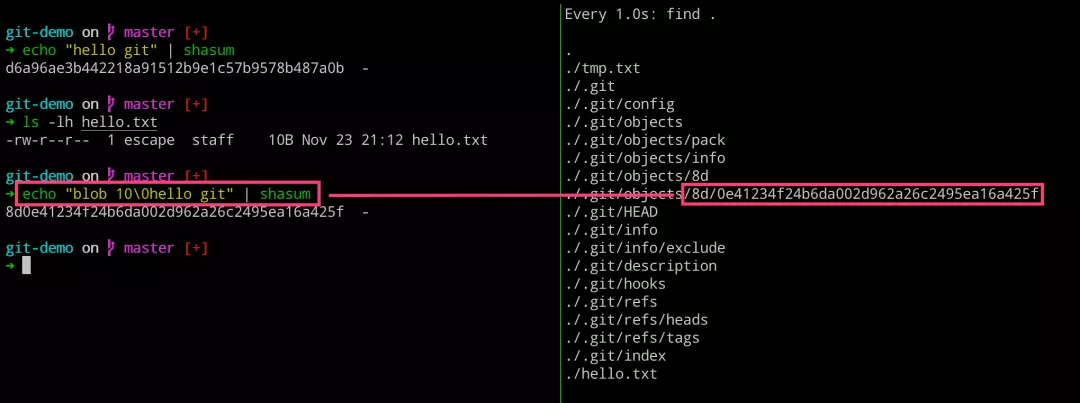 git-demo on master [+]
➜ echo "hello git" | shasum
d6a96ae3b442218a91512b9e1c57b9578b487a0b  -
git-demo on master [+]
➜ ls -lh hello.txt
-rw-r--r--  1 escape  staff    10B Nov 23 21:12 hello.txt
git-demo on master [+]
➜ echo "blob 10\0hello git" | shasum
8d0e41234f24b6da002d962a26c2495ea16a425f  -
git-demo on master [+]
➜
Every 1.0s: find .
.
./tmp.txt
./.git
./.git/config
./.git/objects
./.git/objects/pack
./.git/objects/info
./.git/objects/8d
./.git/objects/8d/0e41234f24b6da002d962a26c2495ea16a425f
./.git/HEAD
./.git/info
./.git/info/exclude
./.git/description
./.git/hooks
./.git/refs
./.git/refs/heads
./.git/refs/tags
./.git/index
./hello.txt